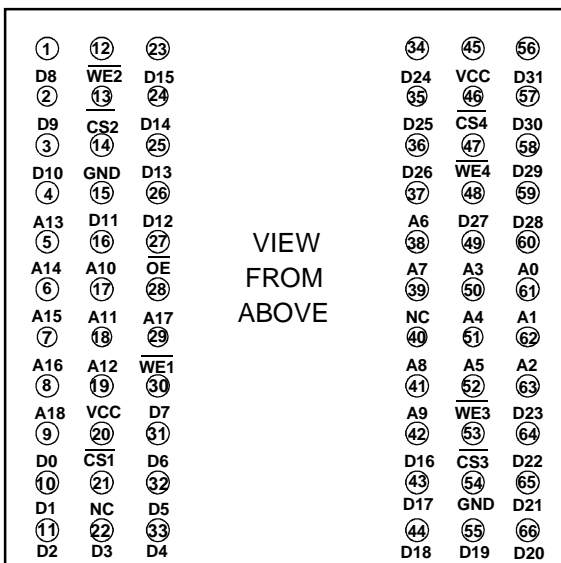 1 12 23 34 45 56
D8 WE2 D15 D24 VCC D31
2 13 24 35 46 57
D9 CS2 D14 D25 CS4 D30
3 14 25 36 47 58
D10 GND D13 D26 WE4 D29
4 15 26 37 48 59
A13 D11 D12 A6 D27 D28
5 16 27 VIEW 38 49 60
A14 A10 OE A7 A3 A0
6 17 28 FROM 39 50 61
A15 A11 A17 ABOVE NC A4 A1
7 18 29 40 51 62
A16 A12 WE1 A8 A5 A2
8 19 30 41 52 63
A18 VCC D7 A9 WE3 D23
9 20 31 42 53 64
D0 CS1 D6 D16 CS3 D22
10 21 32 43 54 65
D1 NC D5 D17 GND D21
11 22 33 44 55 66
D2 D3 D4 D18 D19 D20